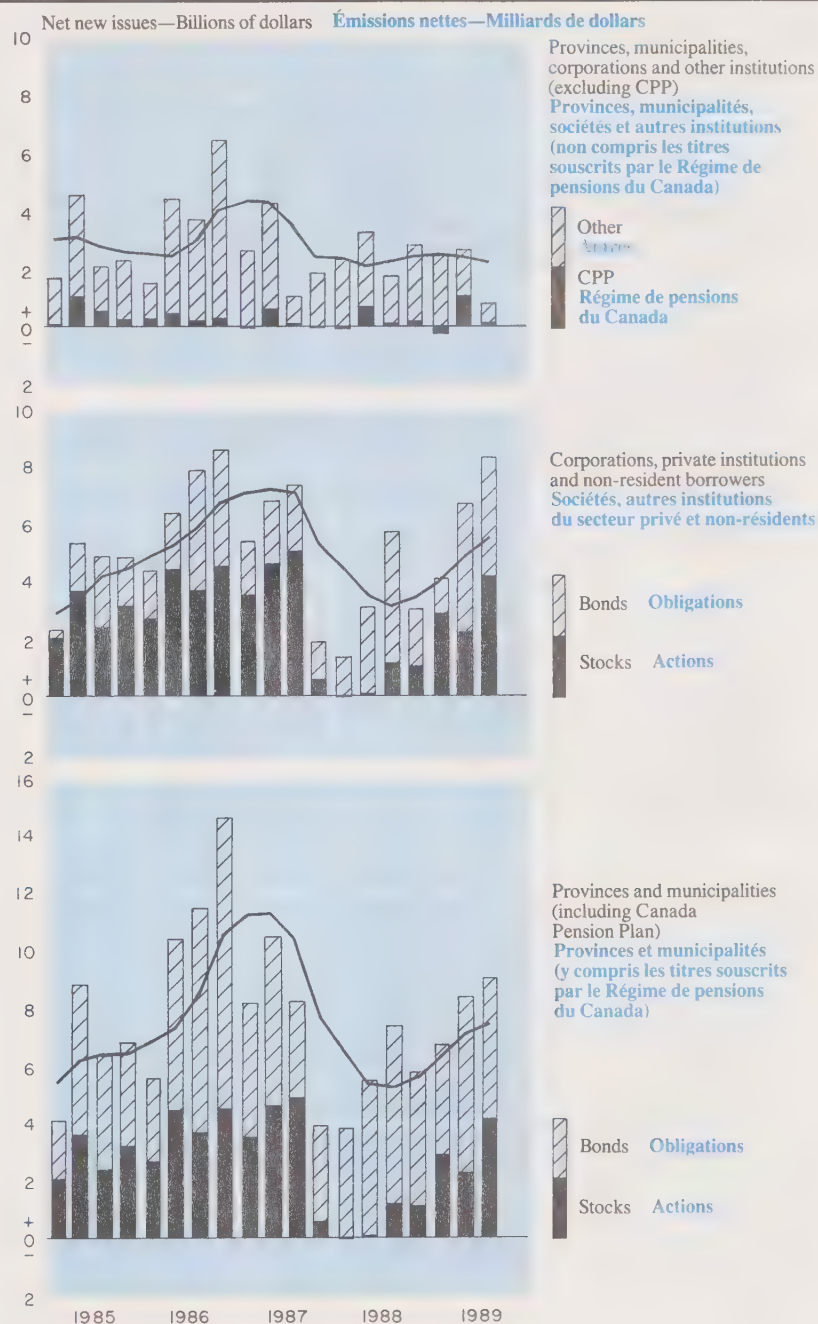 Net new issues—Billions of dollars Émissions nettes—Milliards de dollars
10
8
6
4
2
+
0
−
2
Provinces, municipalities,
corporations and other institutions
(excluding CPP)
Provinces, municipalités,
sociétés et autres institutions
(non compris les titres
souscrits par le Régime de
pensions du Canada)
Other
CPP
Régime de pensions
du Canada
10
8
6
4
2
+
0
−
2
Corporations, private institutions
and non-resident borrowers
Sociétés, autres institutions
du secteur privé et non-résidents
Bonds Obligations
Stocks Actions
16
14
12
10
8
6
4
2
+
0
−
2
Provinces and municipalities
(including Canada
Pension Plan)
Provinces et municipalités
(y compris les titres souscrits
par le Régime de pensions
du Canada)
Bonds Obligations
Stocks Actions
1985 1986 1987 1988 1989